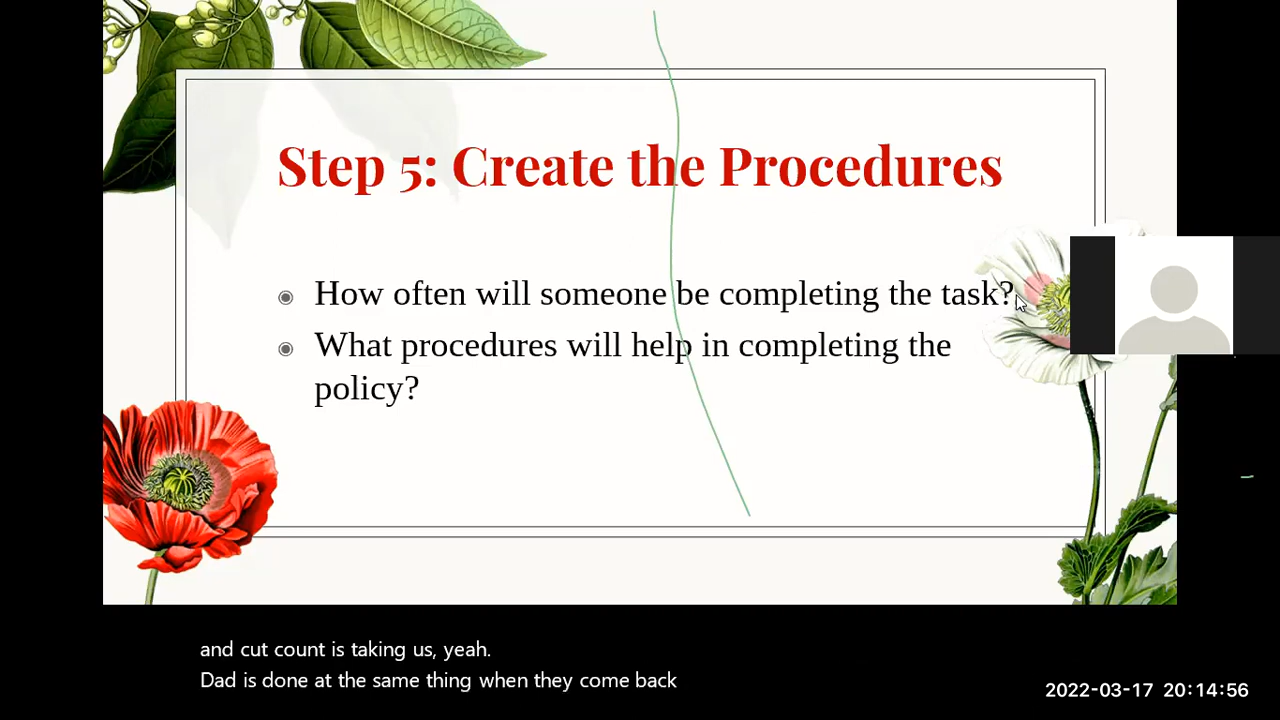 Step 5: Create the Procedures
How often will someone be completing the task?
What procedures will help in completing the
policy?
and cut count is taking us, yeah.
Dad is done at the same thing when they come back
2022-03-17 20:14:56